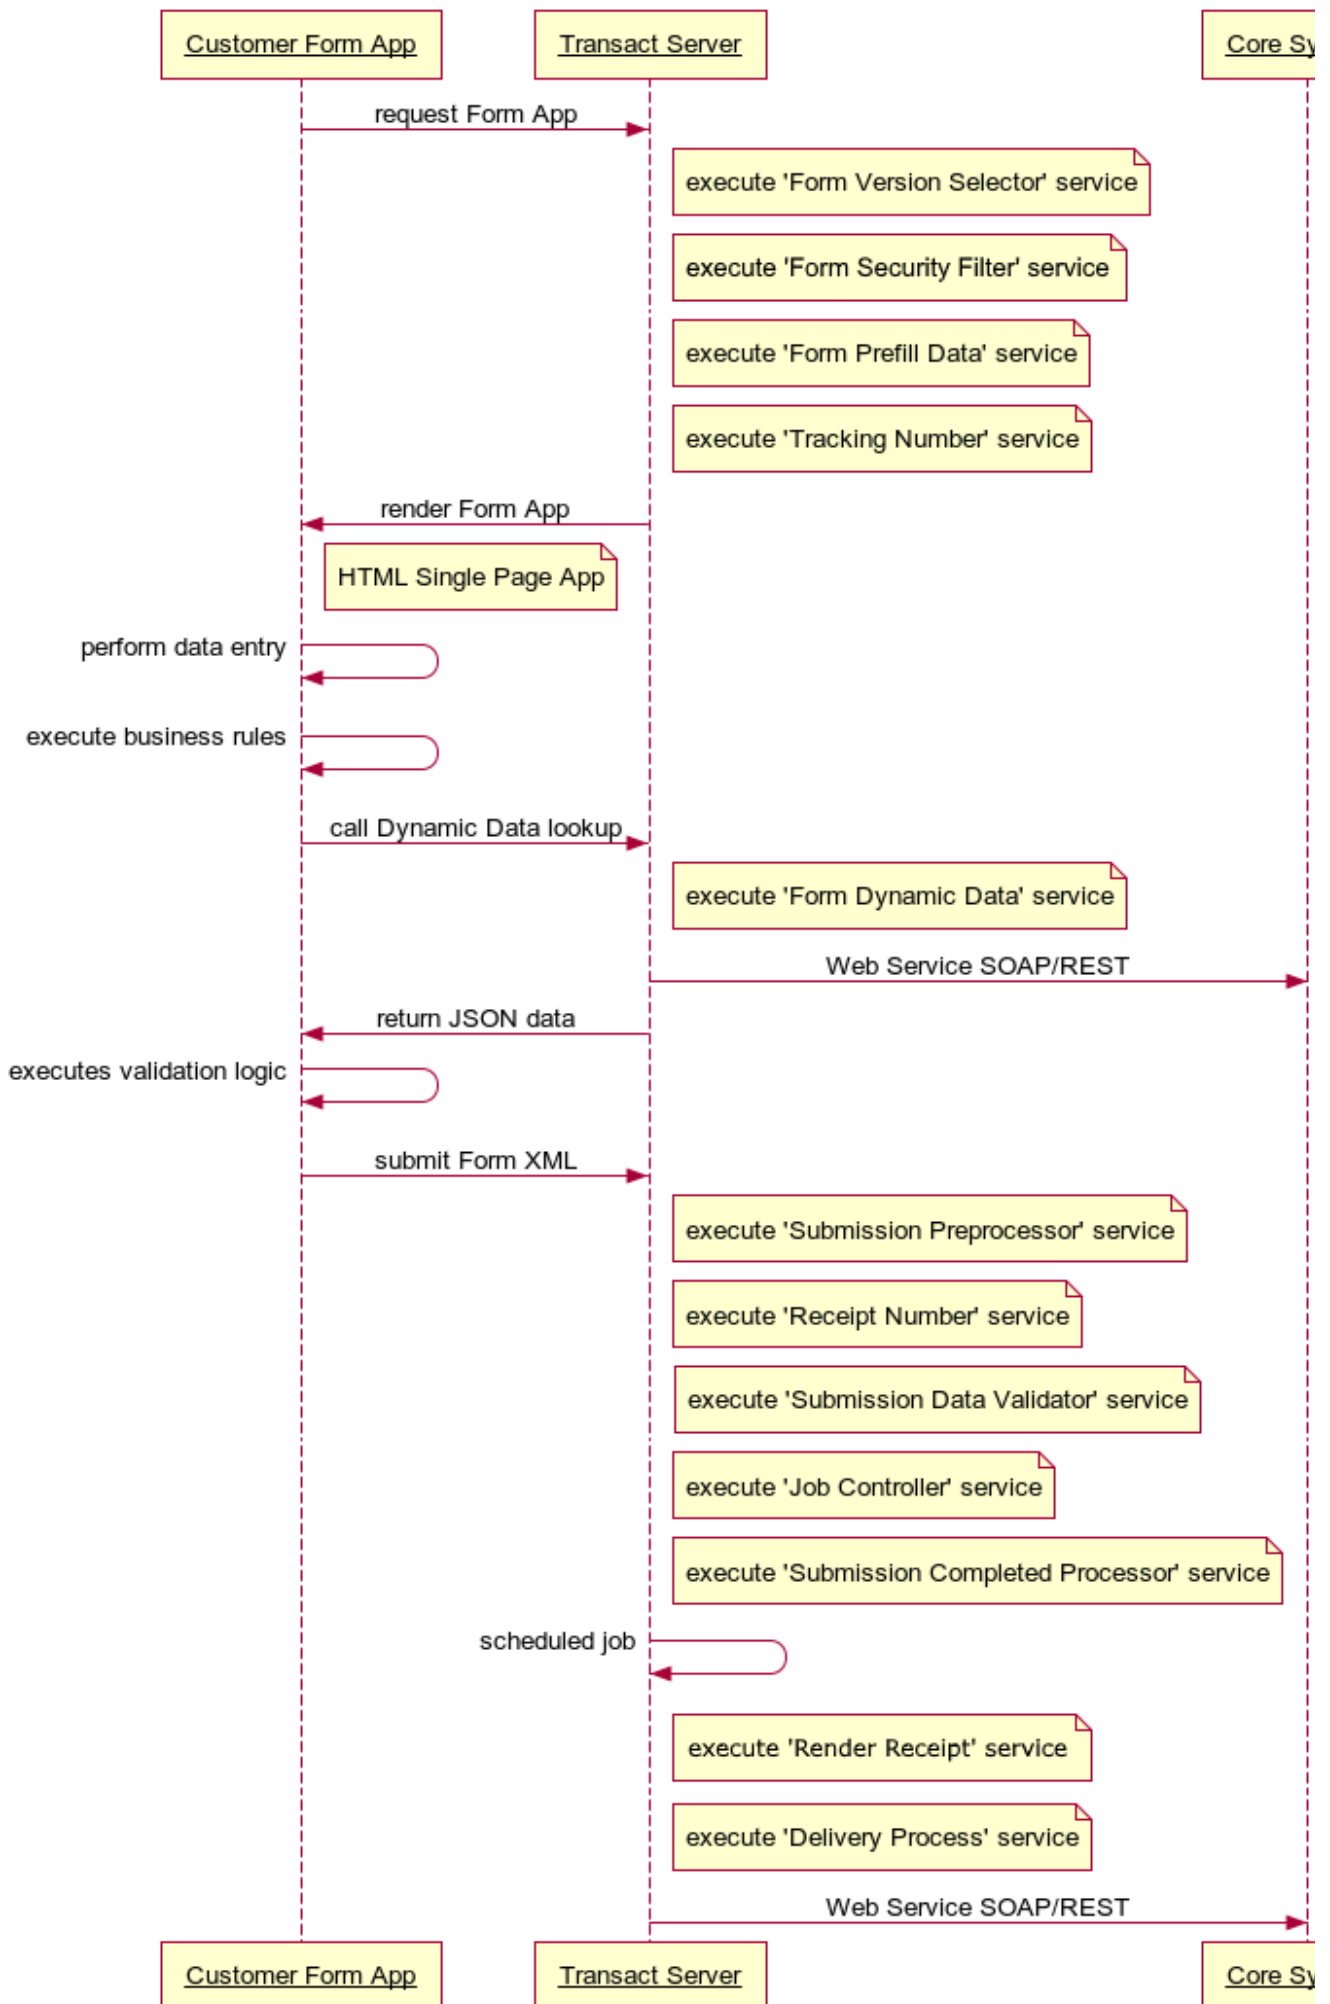 Customer Form App
Transact Server
Core Sy
request Form App
execute 'Form Version Selector' service
execute 'Form Security Filter' service
execute 'Form Prefill Data' service
execute 'Tracking Number' service
render Form App
HTML Single Page App
perform data entry
execute business rules
call Dynamic Data lookup
execute 'Form Dynamic Data' service
Web Service SOAP/REST
return JSON data
executes validation logic
submit Form XML
execute 'Submission Preprocessor' service
execute 'Receipt Number' service
execute 'Submission Data Validator' service
execute 'Job Controller' service
execute 'Submission Completed Processor' service
scheduled job
execute 'Render Receipt' service
execute 'Delivery Process' service
Web Service SOAP/REST
Customer Form App
Transact Server
Core Sy